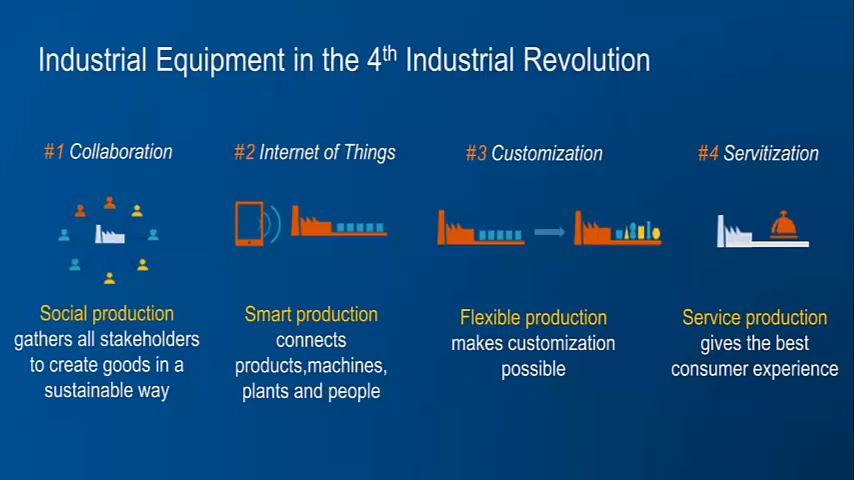 Industrial Equipment in the 4th Industrial Revolution
#1 Collaboration
Social production
gathers all stakeholders
to create goods in a
sustainable way
#2 Internet of Things
Smart production
connects
products,machines,
plants and people
#3 Customization
Flexible production
makes customization
possible
#4 Servitization
Service production
gives the best
consumer experience